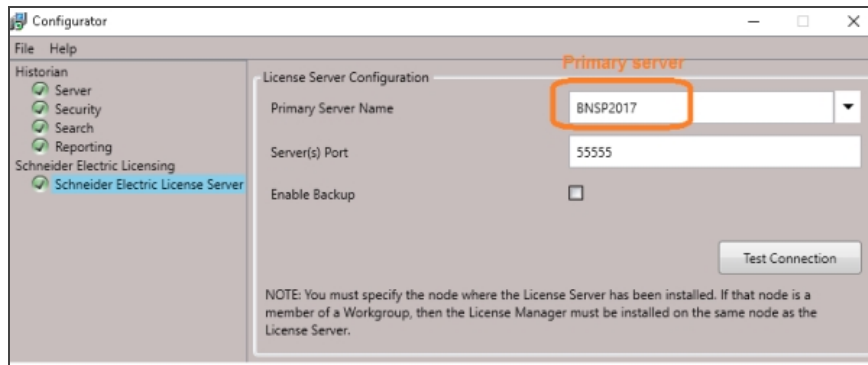 Configurator
File Help
Historian
Server
Security
Search
Reporting
Schneider Electric Licensing
Schneider Electric License Server
Primary server
License Server Configuration
Primary Server Name
BNSP2017
Server(s) Port
55555
Enable Backup
Test Connection
NOTE: You must specify the node where the License Server has been installed. If that node is a
member of a Workgroup, then the License Manager must be installed on the same node as the
License Server.